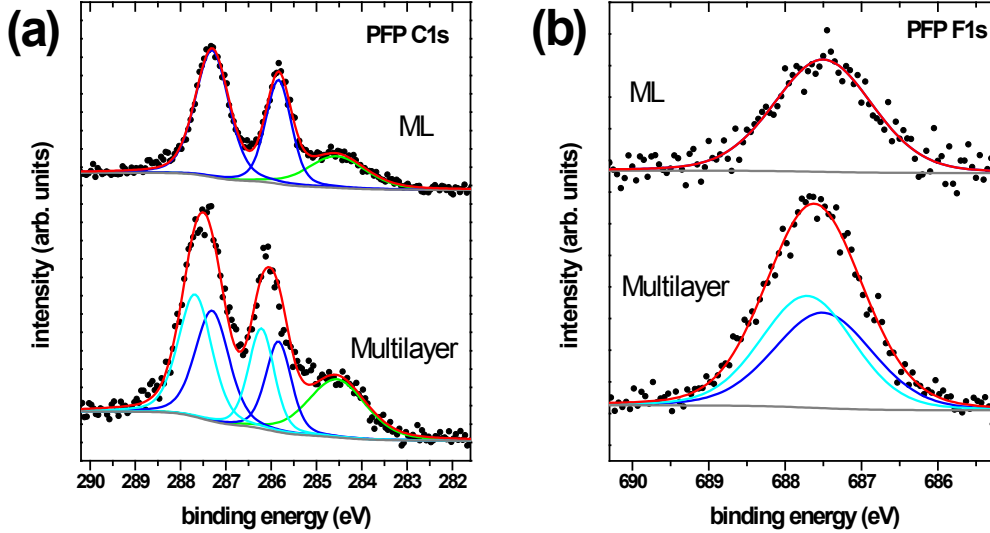 (a)
PFP C1s
ML
Multilayer
intensity (arb. units)
290 289 288 287 286 285 284 283 282
binding energy (eV)
(b)
PFP F1s
ML
Multilayer
intensity (arb. units)
690 689 688 687 686
binding energy (eV)